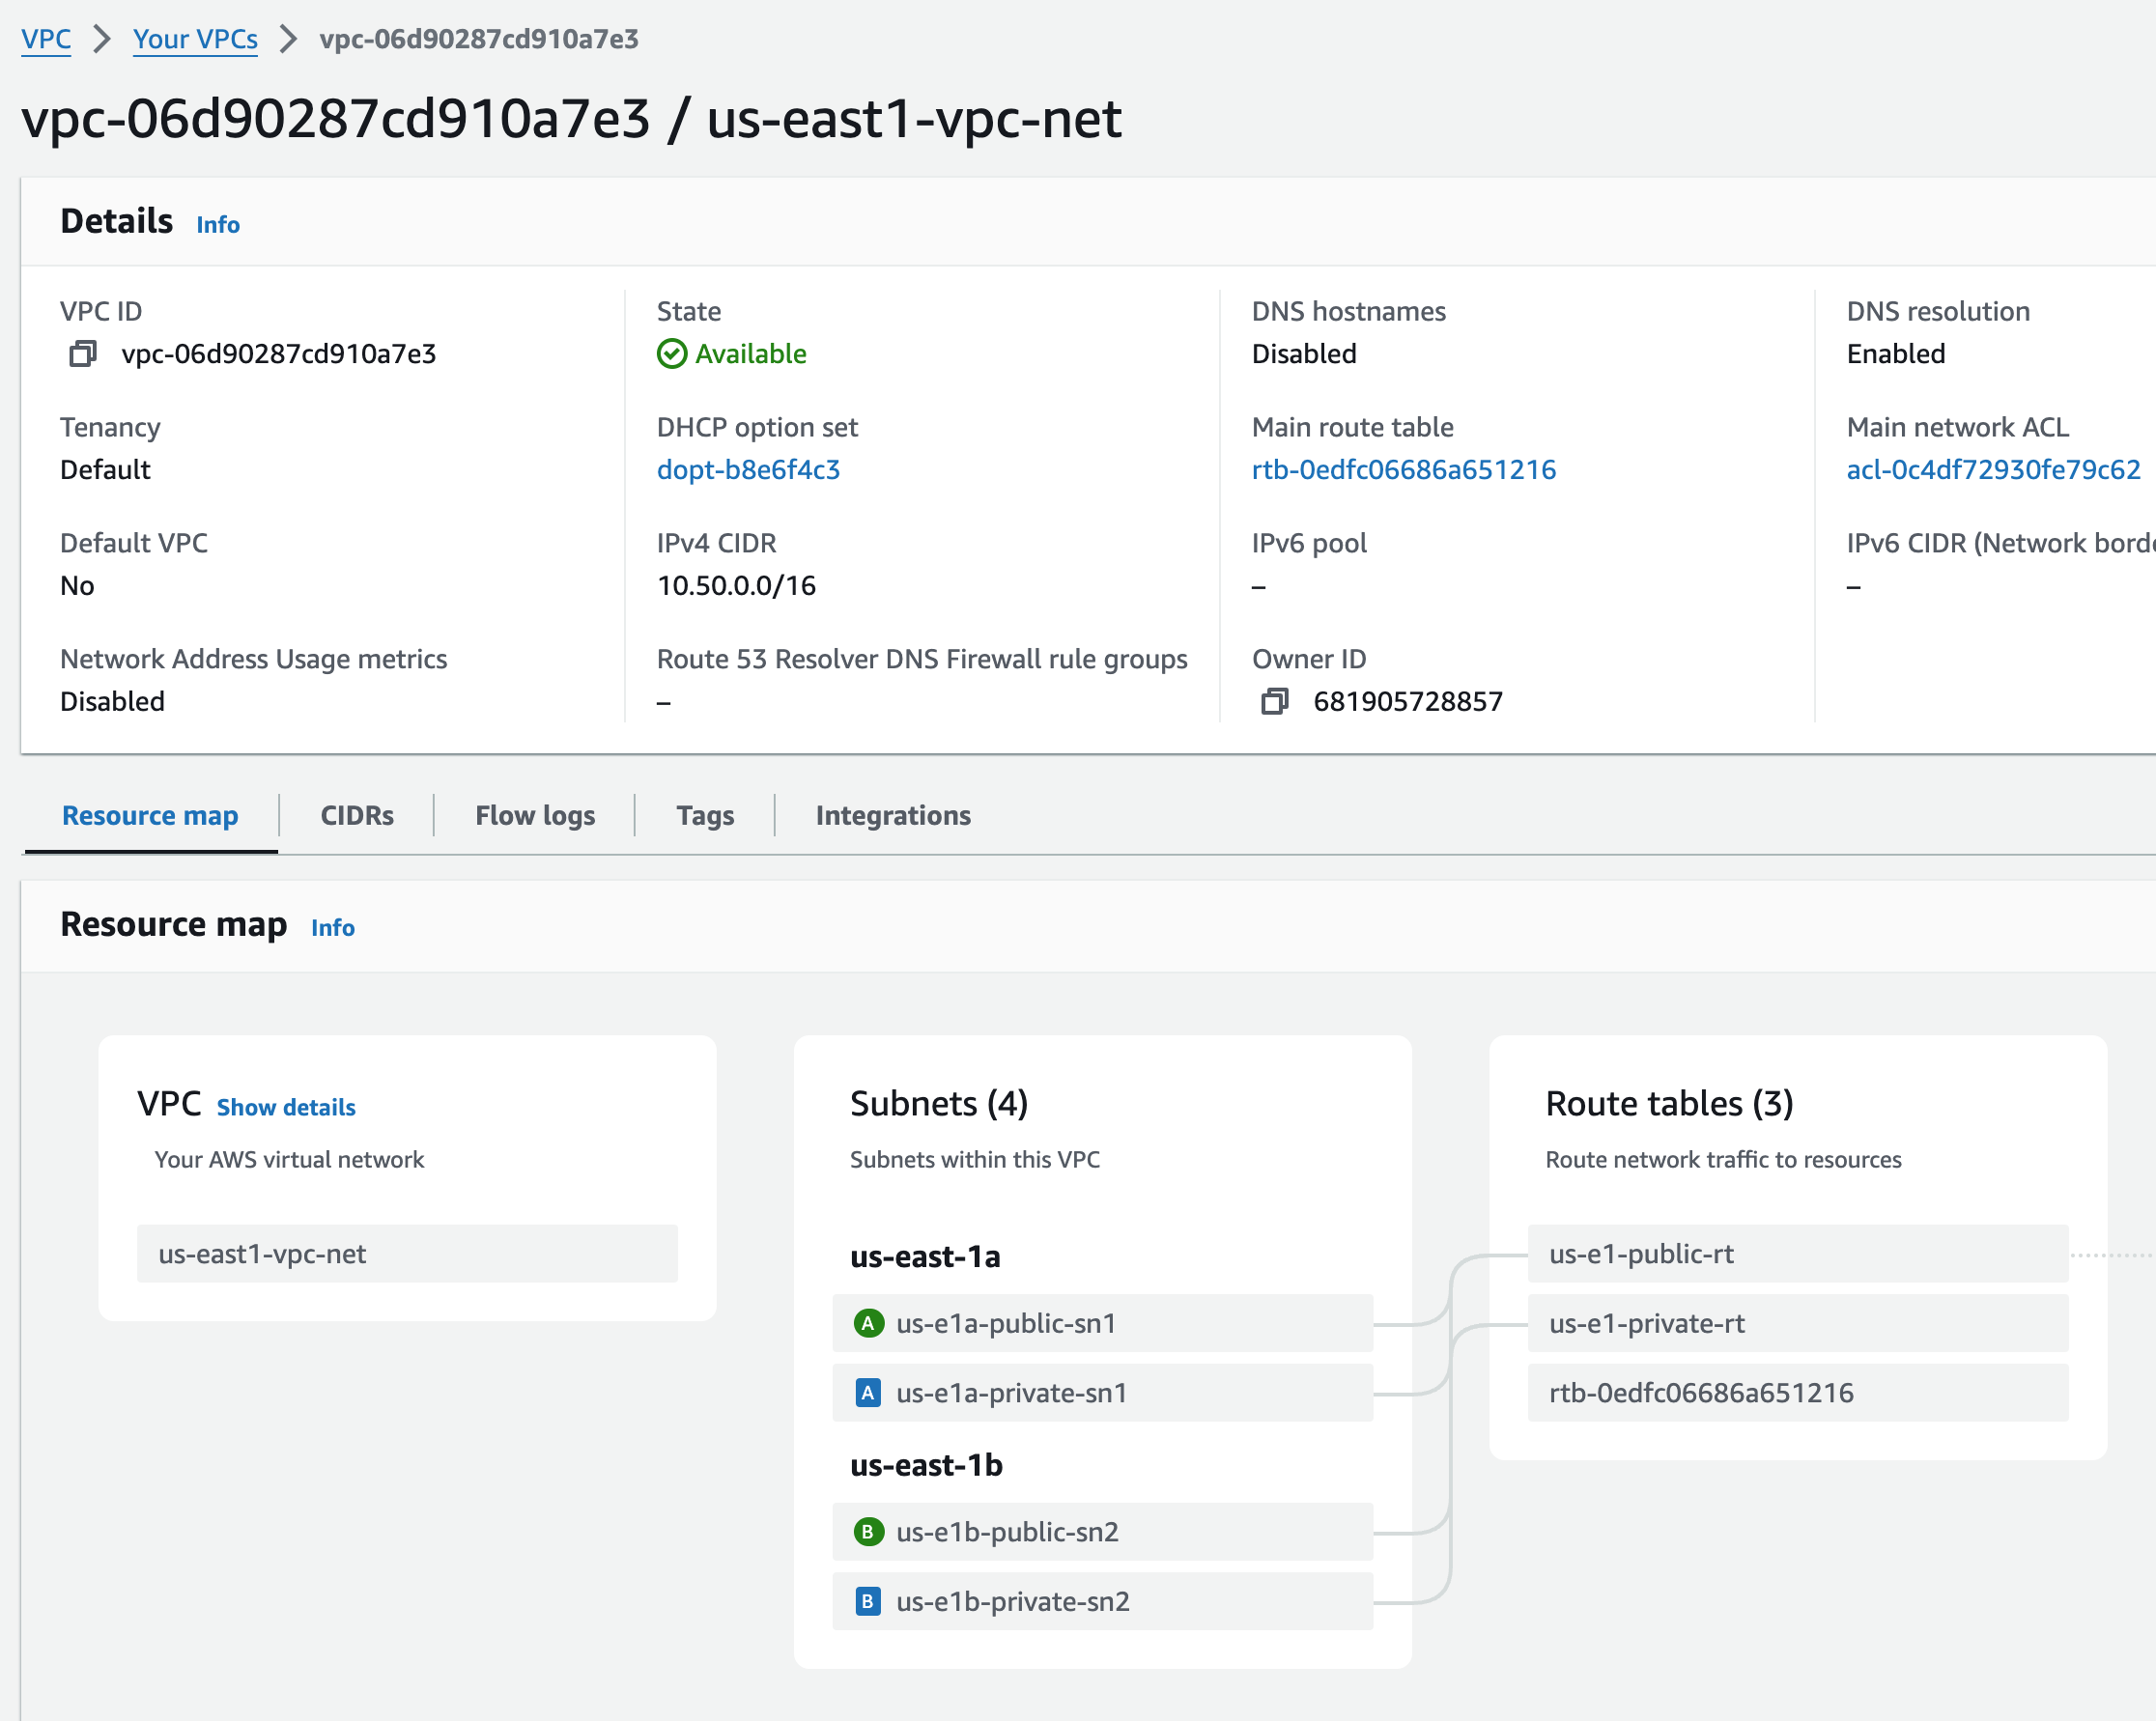 VPC > Your VPCs > vpc-06d90287cd910a7e3
vpc-06d90287cd910a7e3 / us-east1-vpc-net
Details Info
VPC ID
vpc-06d90287cd910a7e3
State
Available
DNS hostnames
Disabled
DNS resolution
Enabled
Tenancy
Default
DHCP option set
dopt-b8e6f4c3
Main route table
rtb-0edfc06686a651216
Main network ACL
acl-0c4df72930fe79c62
Default VPC
No
IPv4 CIDR
10.50.0.0/16
IPv6 pool
–
IPv6 CIDR (Network borde
–
Network Address Usage metrics
Disabled
Route 53 Resolver DNS Firewall rule groups
–
Owner ID
681905728857
Resource map CIDRs Flow logs Tags Integrations
Resource map Info
VPC Show details
Your AWS virtual network
us-east1-vpc-net
Subnets (4)
Subnets within this VPC
us-east-1a
A us-e1a-public-sn1
A us-e1a-private-sn1
us-east-1b
B us-e1b-public-sn2
B us-e1b-private-sn2
Route tables (3)
Route network traffic to resources
us-e1-public-rt
us-e1-private-rt
rtb-0edfc06686a651216